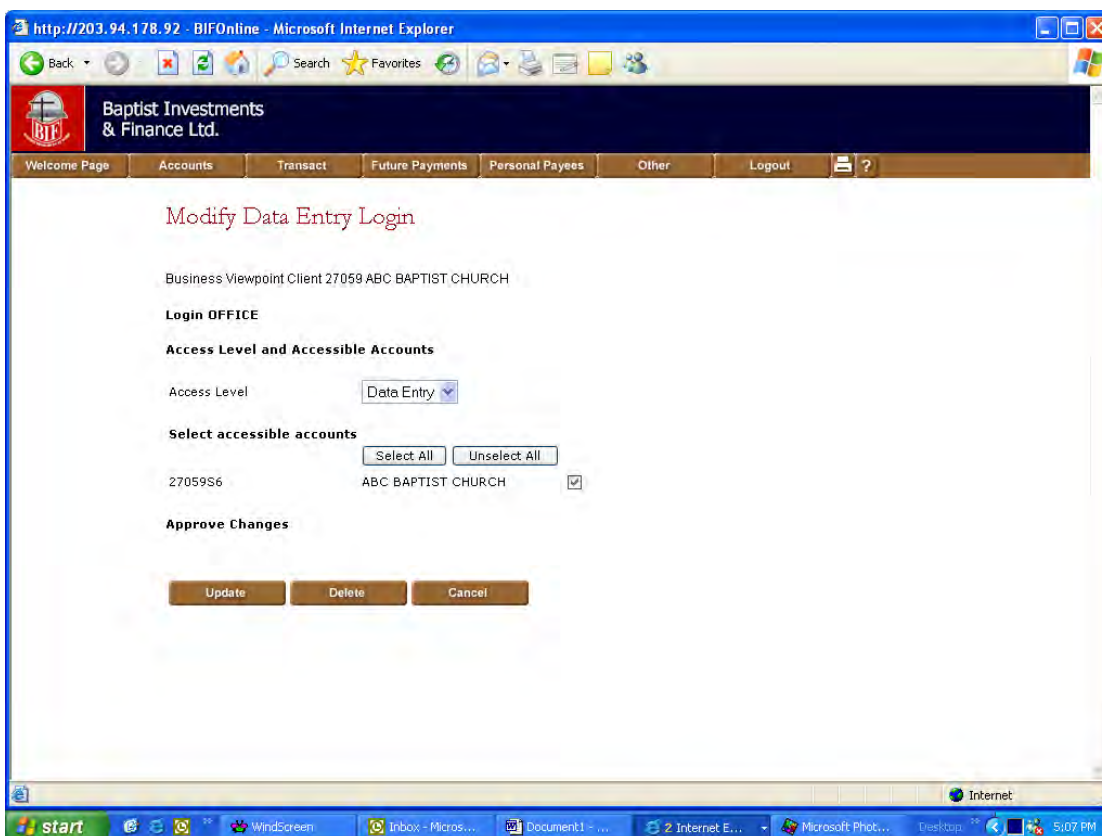 http://203.94.178.92 - BIFOnline - Microsoft Internet Explorer
Back Search Favorites
BIF Baptist Investments
& Finance Ltd.
Welcome Page Accounts Transact Future Payments Personal Payees Other Logout ?
Modify Data Entry Login
Business Viewpoint Client 27059 ABC BAPTIST CHURCH
Login OFFICE
Access Level and Accessible Accounts
Access Level Data Entry
Select accessible accounts
Select All Unselect All
27059S6 ABC BAPTIST CHURCH
Approve Changes
Update Delete Cancel
Internet
start WindScreen Inbox - Micros... Document1 - ... 2 Internet E... Microsoft Phot... Desktop 5:07 PM